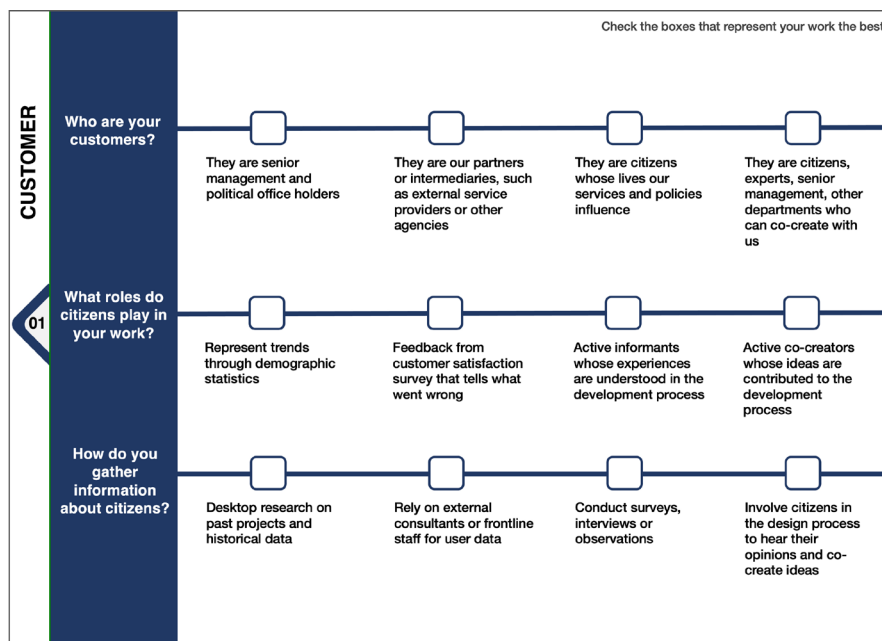 Check the boxes that represent your work the best
CUSTOMER
01
Who are your
customers?
They are senior
management and
political office holders
They are our partners
or intermediaries, such
as external service
providers or other
agencies
They are citizens
whose lives our
services and policies
influence
They are citizens,
experts, senior
management, other
departments who
can co-create with
us
What roles do
citizens play in
your work?
Represent trends
through demographic
statistics
Feedback from
customer satisfaction
survey that tells what
went wrong
Active informants
whose experiences
are understood in the
development process
Active co-creators
whose ideas are
contributed to the
development
process
How do you
gather
information
about citizens?
Desktop research on
past projects and
historical data
Rely on external
consultants or frontline
staff for user data
Conduct surveys,
interviews or
observations
Involve citizens in
the design process
to hear their
opinions and co-
create ideas